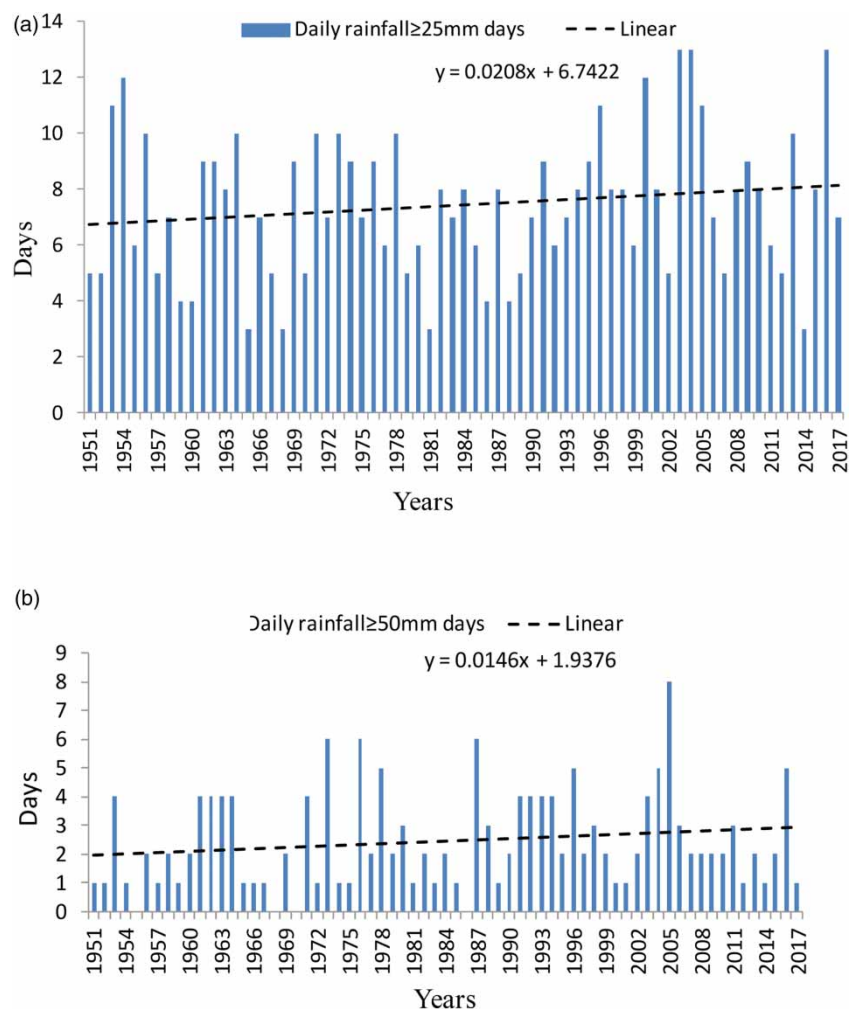 (a)
Daily rainfall≥25mm days Linear
y = 0.0208x + 6.7422
14
12
10
8
6
4
2
0
Days
1951 1954 1957 1960 1963 1966 1969 1972 1975 1978 1981 1984 1987 1990 1993 1996 1999 2002 2005 2008 2011 2014 2017
Years
(b)
Daily rainfall≥50mm days Linear
y = 0.0146x + 1.9376
9
8
7
6
5
4
3
2
1
0
Days
1951 1954 1957 1960 1963 1966 1969 1972 1975 1978 1981 1984 1987 1990 1993 1996 1999 2002 2005 2008 2011 2014 2017
Years